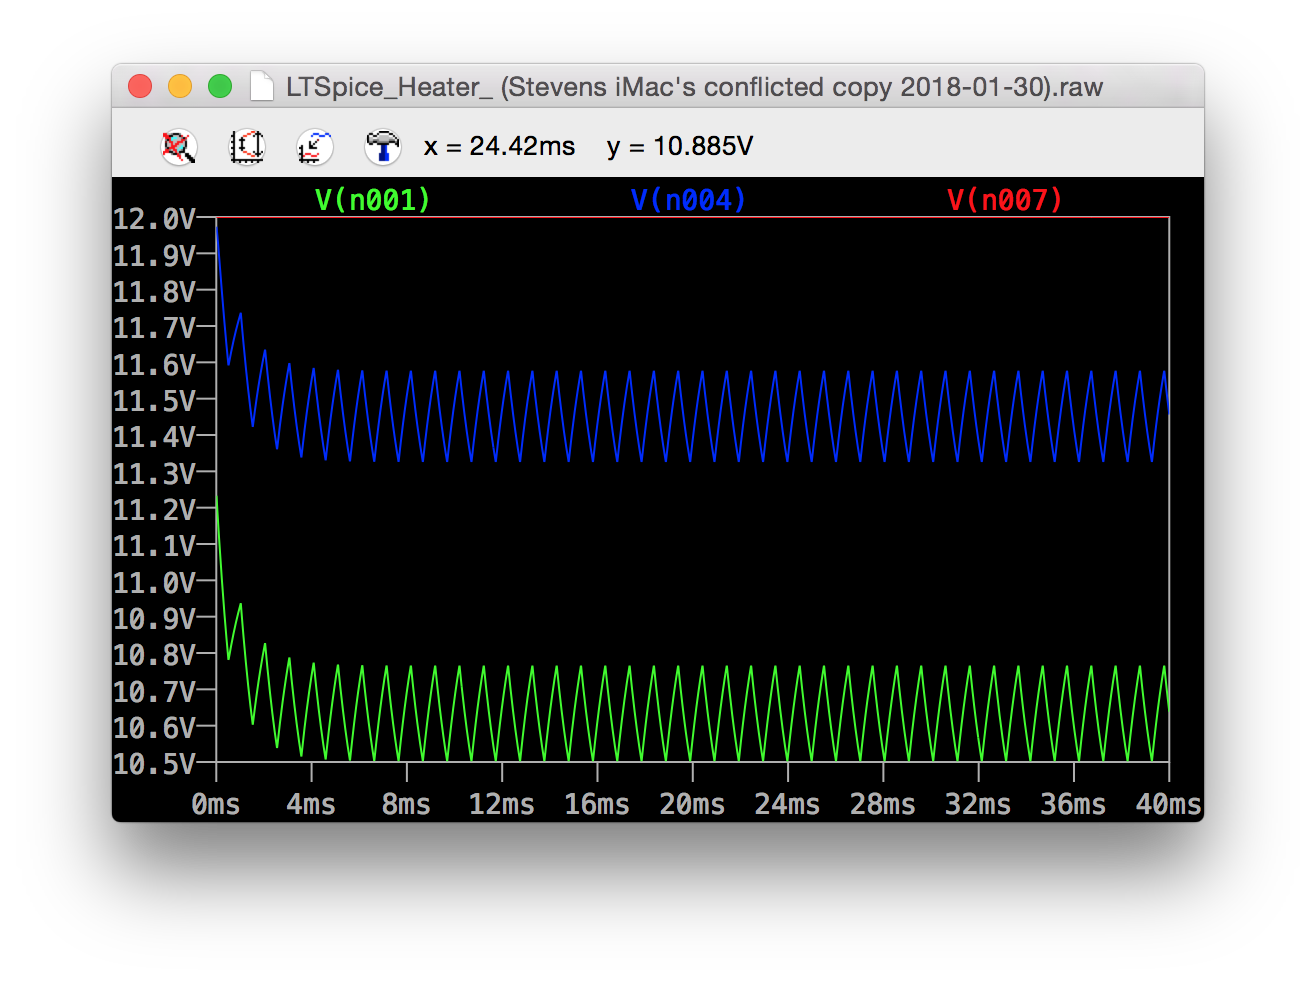 LTSpice_Heater_ (Stevens iMac's conflicted copy 2018-01-30).raw
x = 24.42ms y = 10.885V
V(n001) V(n004) V(n007)
12.0V
11.9V
11.8V
11.7V
11.6V
11.5V
11.4V
11.3V
11.2V
11.1V
11.0V
10.9V
10.8V
10.7V
10.6V
10.5V
0ms 4ms 8ms 12ms 16ms 20ms 24ms 28ms 32ms 36ms 40ms